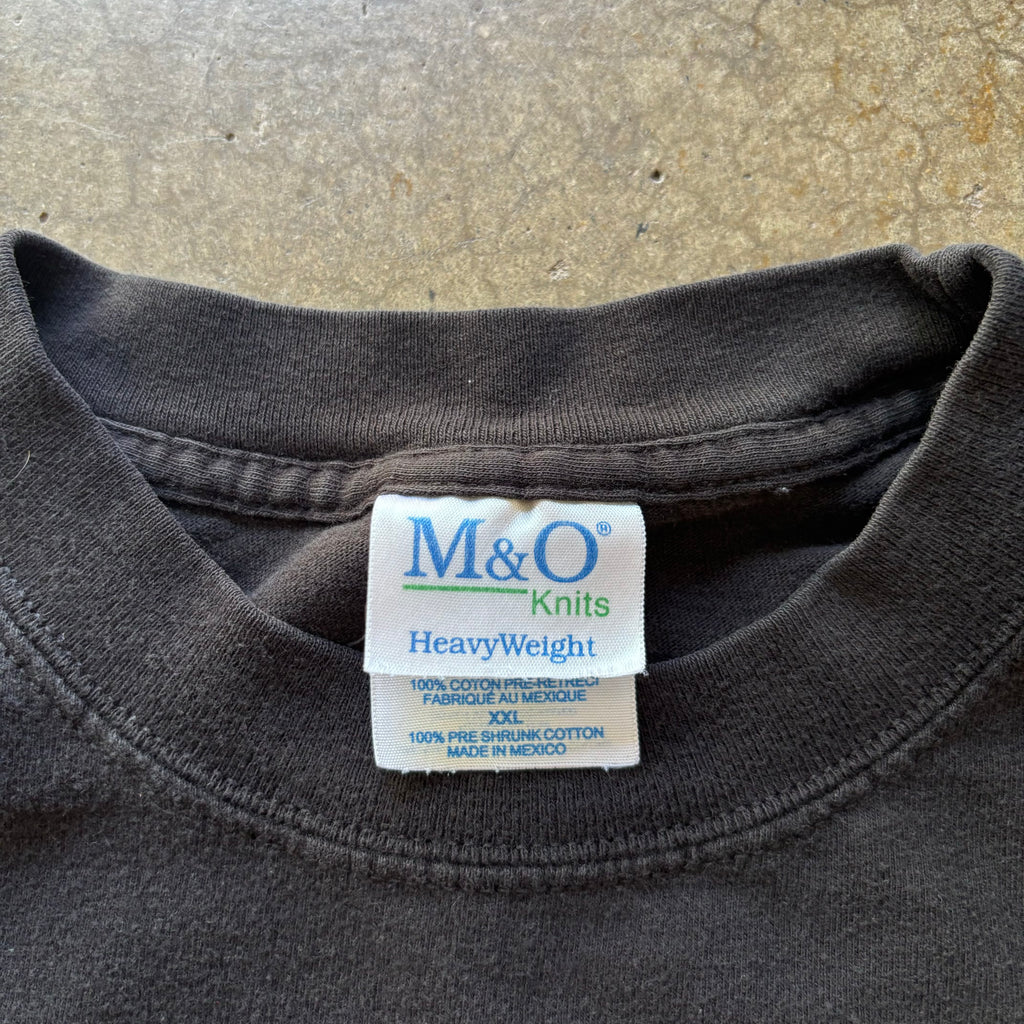 M&O®
Knits
HeavyWeight
100% COTON PRE-RETRECI
FABRIQUÉ AU MEXIQUE
XXL
100% PRE SHRUNK COTTON
MADE IN MEXICO